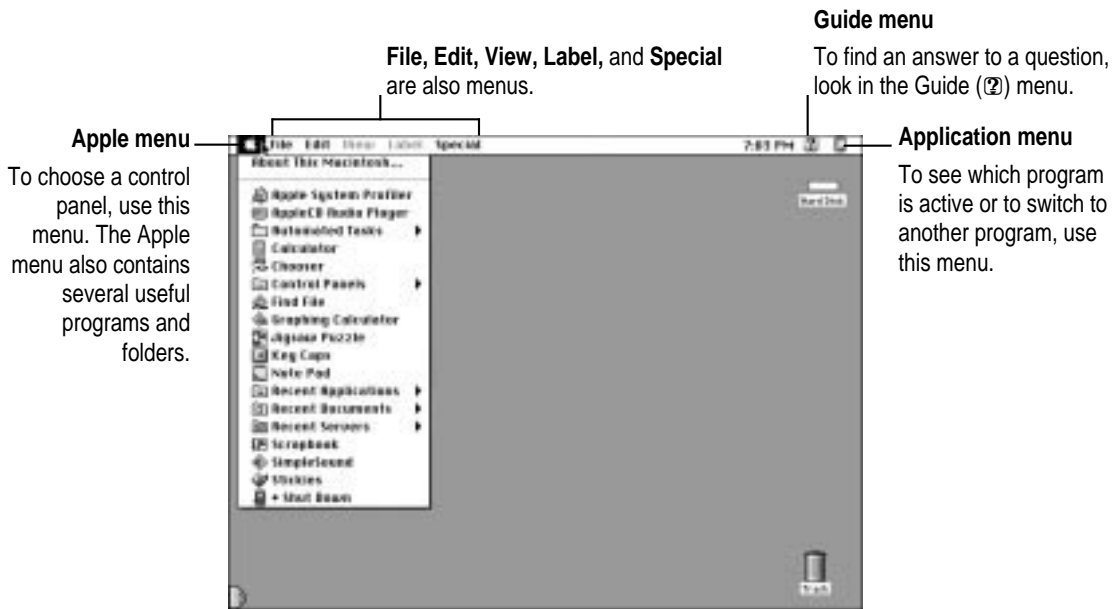 Guide menu
To find an answer to a question,
look in the Guide (?) menu.
File, Edit, View, Label, and Special
are also menus.
Apple menu
To choose a control
panel, use this
menu. The Apple
menu also contains
several useful
programs and
folders.
Application menu
To see which program
is active or to switch to
another program, use
this menu.
File Edit View Label Special 7:03 PM
About This Macintosh...
Apple System Profiler
AppleCD Audio Player
Automated Tasks
Calculator
Chooser
Control Panels
Find File
Graphing Calculator
Jigsaw Puzzle
Key Caps
Note Pad
Recent Applications
Recent Documents
Recent Servers
Scrapbook
SimpleSound
Stickies
Shut Down
Hard Disk
Trash